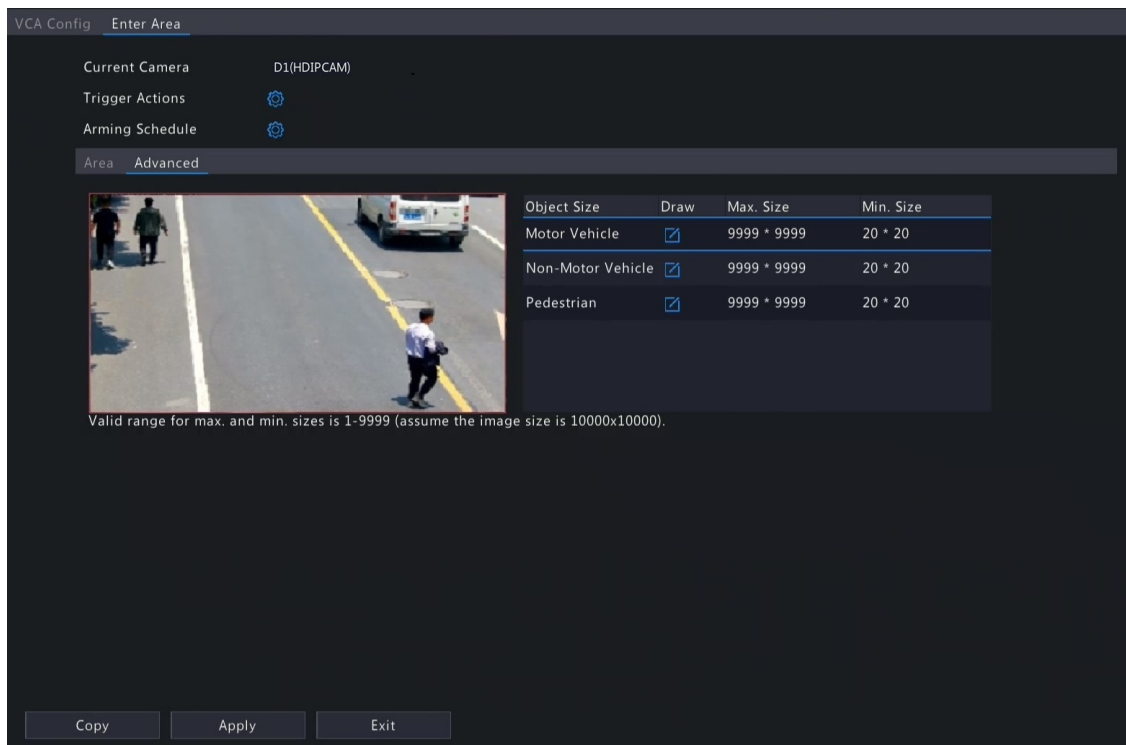 VCA Config Enter Area
Current Camera D1(HDIPCAM)
Trigger Actions
Arming Schedule
Area Advanced
Object Size Draw Max. Size Min. Size
Motor Vehicle 9999 * 9999 20 * 20
Non-Motor Vehicle 9999 * 9999 20 * 20
Pedestrian 9999 * 9999 20 * 20
Valid range for max. and min. sizes is 1-9999 (assume the image size is 10000x10000).
Copy Apply Exit